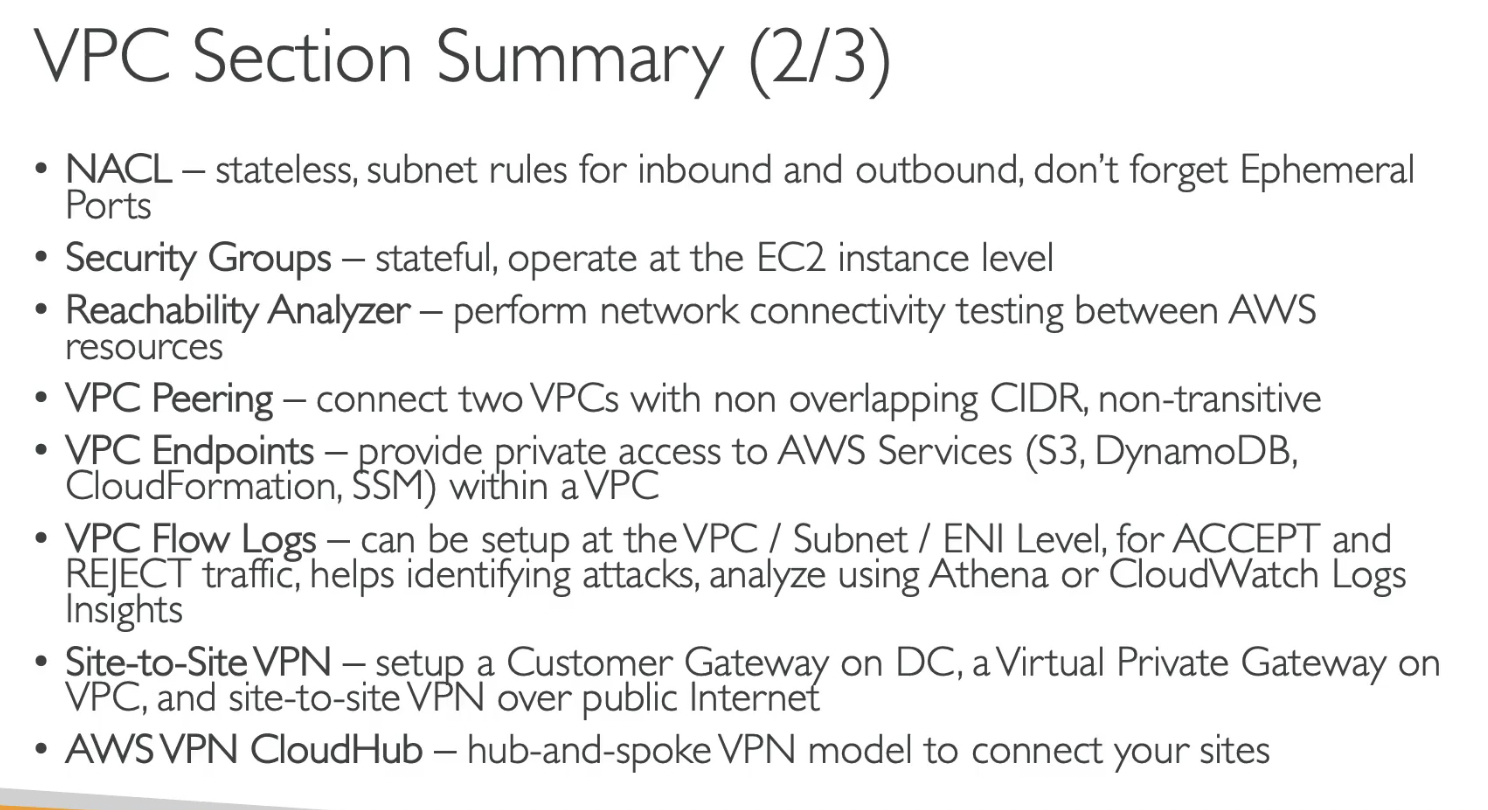 VPC Section Summary (2/3)
• NACL – stateless, subnet rules for inbound and outbound, don’t forget Ephemeral
Ports
• Security Groups – stateful, operate at the EC2 instance level
• Reachability Analyzer – perform network connectivity testing between AWS
resources
• VPC Peering – connect two VPCs with non overlapping CIDR, non-transitive
• VPC Endpoints – provide private access to AWS Services (S3, DynamoDB,
CloudFormation, SSM) within a VPC
• VPC Flow Logs – can be setup at the VPC / Subnet / ENI Level, for ACCEPT and
REJECT traffic, helps identifying attacks, analyze using Athena or CloudWatch Logs
Insights
• Site-to-Site VPN – setup a Customer Gateway on DC, a Virtual Private Gateway on
VPC, and site-to-site VPN over public Internet
• AWS VPN CloudHub – hub-and-spoke VPN model to connect your sites